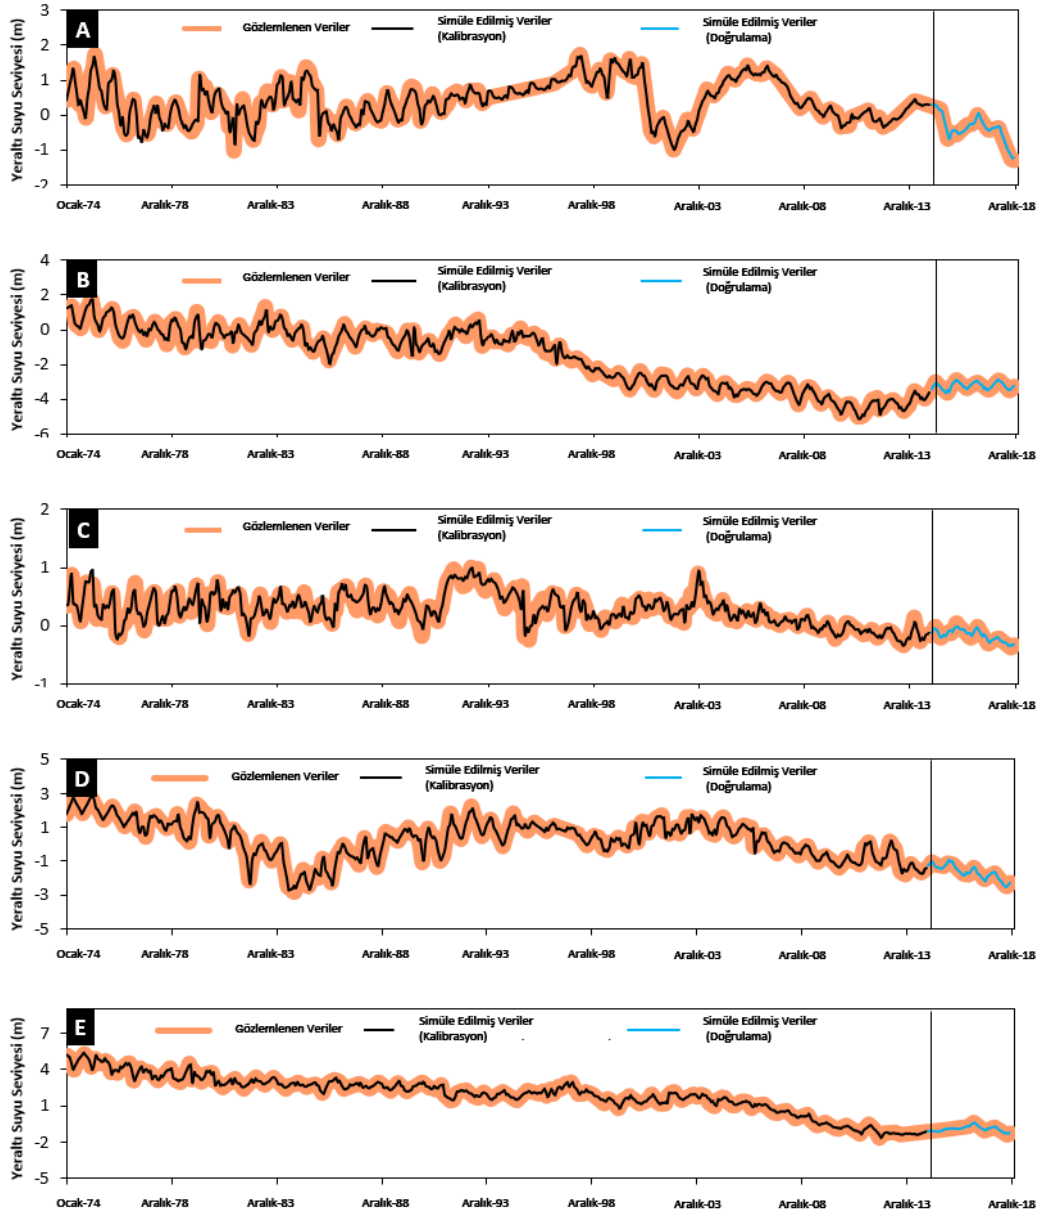 A
Gözlemlenen Veriler
Simüle Edilmiş Veriler
(Kalibrasyon)
Simüle Edilmiş Veriler
(Doğrulama)
Yeraltı Suyu Seviyesi (m)
3
2
1
0
-1
-2
Ocak-74 Aralık-78 Aralık-83 Aralık-88 Aralık-93 Aralık-98 Aralık-03 Aralık-08 Aralık-13 Aralık-18
B
Gözlemlenen Veriler
Simüle Edilmiş Veriler
(Kalibrasyon)
Simüle Edilmiş Veriler
(Doğrulama)
Yeraltı Suyu Seviyesi (m)
4
2
0
-2
-4
-6
Ocak-74 Aralık-78 Aralık-83 Aralık-88 Aralık-93 Aralık-98 Aralık-03 Aralık-08 Aralık-13 Aralık-18
C
Gözlemlenen Veriler
Simüle Edilmiş Veriler
(Kalibrasyon)
Simüle Edilmiş Veriler
(Doğrulama)
Yeraltı Suyu Seviyesi (m)
2
1
0
-1
Ocak-74 Aralık-78 Aralık-83 Aralık-88 Aralık-93 Aralık-98 Aralık-03 Aralık-08 Aralık-13 Aralık-18
D
Gözlemlenen Veriler
Simüle Edilmiş Veriler
(Kalibrasyon)
Simüle Edilmiş Veriler
(Doğrulama)
Yeraltı Suyu Seviyesi (m)
5
3
1
-1
-3
-5
Ocak-74 Aralık-78 Aralık-83 Aralık-88 Aralık-93 Aralık-98 Aralık-03 Aralık-08 Aralık-13 Aralık-18
E
Gözlemlenen Veriler
Simüle Edilmiş Veriler
(Kalibrasyon)
Simüle Edilmiş Veriler
(Doğrulama)
Yeraltı Suyu Seviyesi (m)
7
4
1
-2
-5
Ocak-74 Aralık-78 Aralık-83 Aralık-88 Aralık-93 Aralık-98 Aralık-03 Aralık-08 Aralık-13 Aralık-18